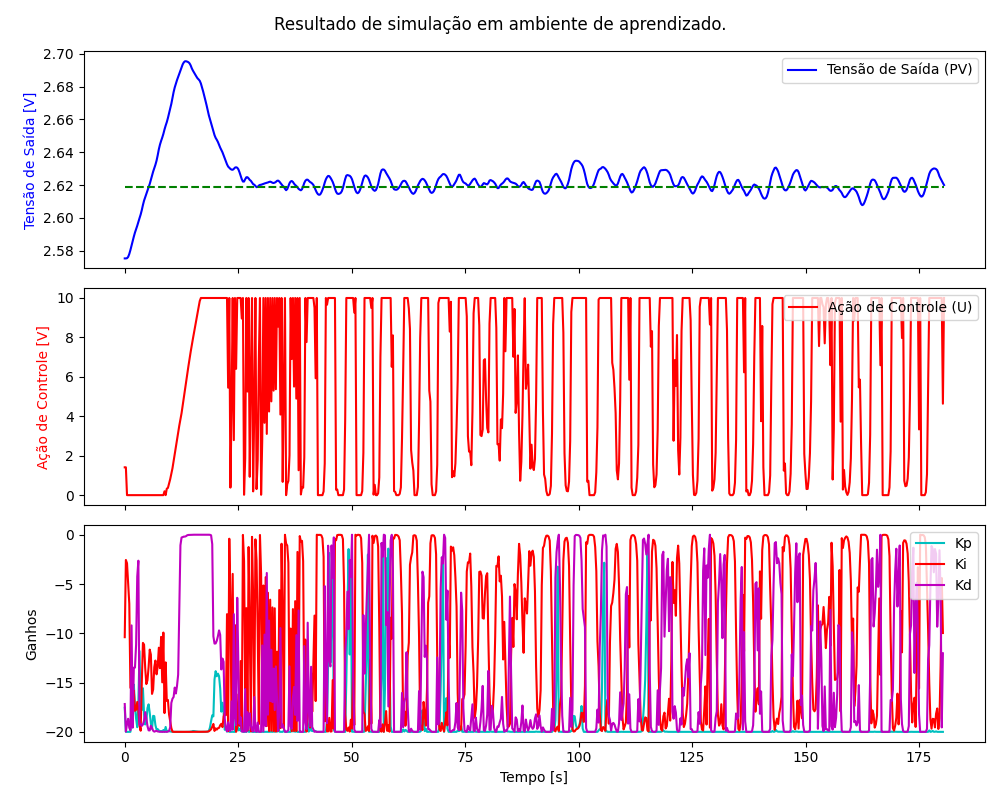 Resultado de simulação em ambiente de aprendizado.
Tensão de Saída [V]
2.70
2.68
2.66
2.64
2.62
2.60
2.58
Tensão de Saída (PV)
Ação de Controle [V]
10
8
6
4
2
0
Ação de Controle (U)
Ganhos
0
−5
−10
−15
−20
Kp
Ki
Kd
0
25
50
75
100
125
150
175
Tempo [s]